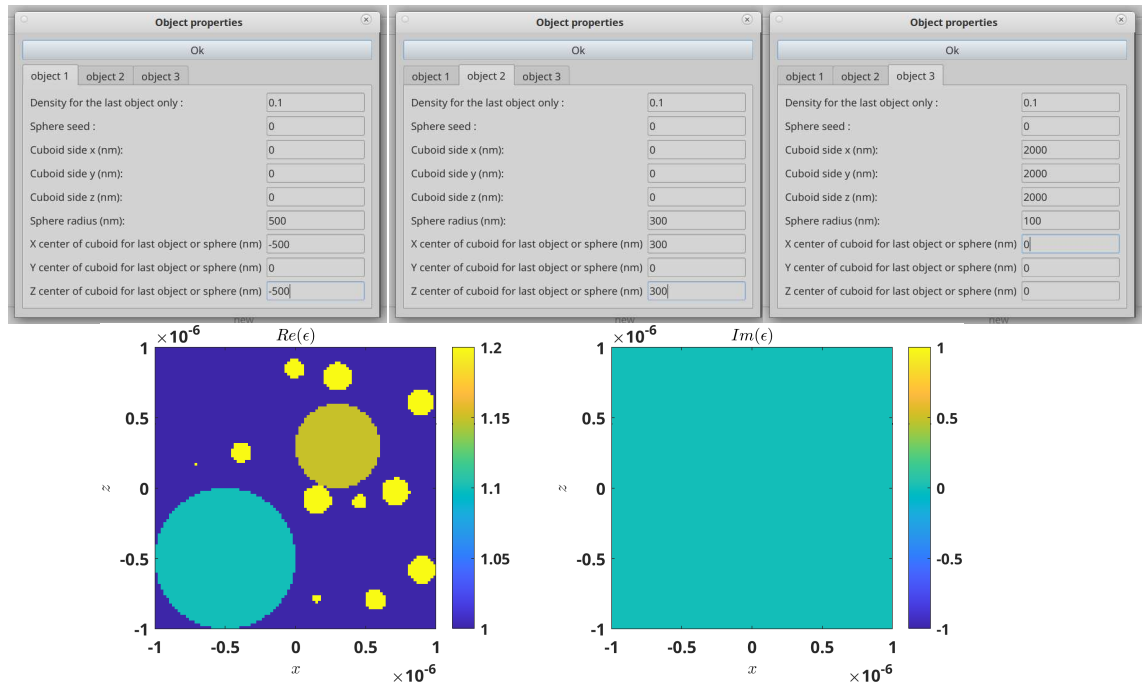 Object properties
Ok
object 1 object 2 object 3
Density for the last object only : 0.1
Sphere seed : 0
Cuboid side x (nm): 0
Cuboid side y (nm): 0
Cuboid side z (nm): 0
Sphere radius (nm): 500
X center of cuboid for last object or sphere (nm) -500
Y center of cuboid for last object or sphere (nm) 0
Z center of cuboid for last object or sphere (nm) -500
new
Object properties
Ok
object 1 object 2 object 3
Density for the last object only : 0.1
Sphere seed : 0
Cuboid side x (nm): 0
Cuboid side y (nm): 0
Cuboid side z (nm): 0
Sphere radius (nm): 300
X center of cuboid for last object or sphere (nm) 300
Y center of cuboid for last object or sphere (nm) 0
Z center of cuboid for last object or sphere (nm) 300
new
Object properties
Ok
object 1 object 2 object 3
Density for the last object only : 0.1
Sphere seed : 0
Cuboid side x (nm): 2000
Cuboid side y (nm): 2000
Cuboid side z (nm): 2000
Sphere radius (nm): 100
X center of cuboid for last object or sphere (nm) 0
Y center of cuboid for last object or sphere (nm) 0
Z center of cuboid for last object or sphere (nm) 0
new
×10⁻⁶ Re(ϵ)
1
0.5
0
-0.5
-1
z
-1 -0.5 0 0.5 1
x ×10⁻⁶
1.2
1.15
1.1
1.05
1
×10⁻⁶ Im(ϵ)
1
0.5
0
-0.5
-1
z
-1 -0.5 0 0.5 1
x ×10⁻⁶
1
0.5
0
-0.5
-1